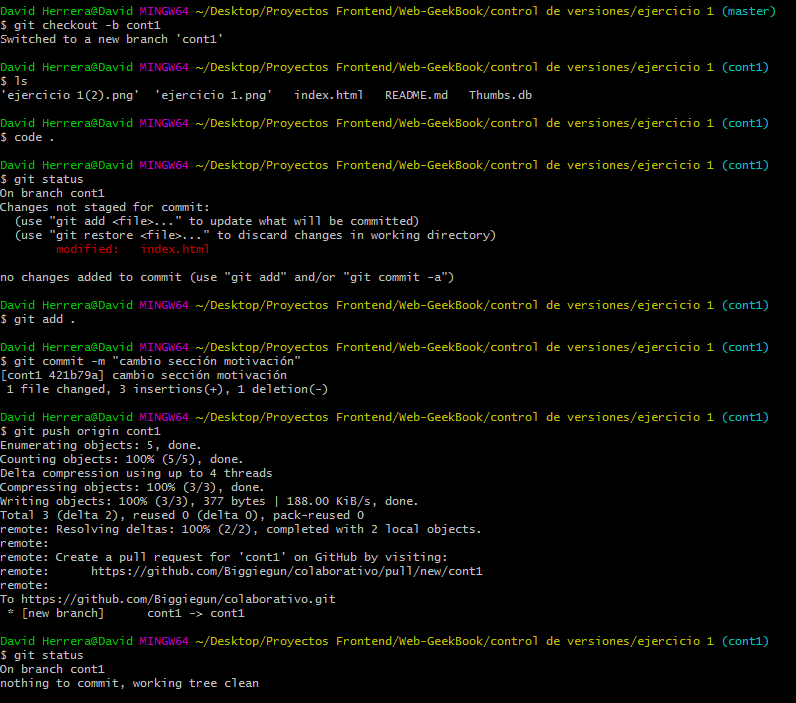 David Herrera@David MINGW64 ~/Desktop/Proyectos Frontend/Web-GeekBook/control de versiones/ejercicio 1 (master)
$ git checkout -b cont1
Switched to a new branch 'cont1'
David Herrera@David MINGW64 ~/Desktop/Proyectos Frontend/Web-GeekBook/control de versiones/ejercicio 1 (cont1)
$ ls
'ejercicio 1(2).png'  'ejercicio 1.png'   index.html   README.md   Thumbs.db
David Herrera@David MINGW64 ~/Desktop/Proyectos Frontend/Web-GeekBook/control de versiones/ejercicio 1 (cont1)
$ code .
David Herrera@David MINGW64 ~/Desktop/Proyectos Frontend/Web-GeekBook/control de versiones/ejercicio 1 (cont1)
$ git status
On branch cont1
Changes not staged for commit:
  (use "git add <file>..." to update what will be committed)
  (use "git restore <file>..." to discard changes in working directory)
        modified:   index.html
no changes added to commit (use "git add" and/or "git commit -a")
David Herrera@David MINGW64 ~/Desktop/Proyectos Frontend/Web-GeekBook/control de versiones/ejercicio 1 (cont1)
$ git add .
David Herrera@David MINGW64 ~/Desktop/Proyectos Frontend/Web-GeekBook/control de versiones/ejercicio 1 (cont1)
$ git commit -m "cambio sección motivación"
[cont1 421b79a] cambio sección motivación
 1 file changed, 3 insertions(+), 1 deletion(-)
David Herrera@David MINGW64 ~/Desktop/Proyectos Frontend/Web-GeekBook/control de versiones/ejercicio 1 (cont1)
$ git push origin cont1
Enumerating objects: 5, done.
Counting objects: 100% (5/5), done.
Delta compression using up to 4 threads
Compressing objects: 100% (3/3), done.
Writing objects: 100% (3/3), 377 bytes | 188.00 KiB/s, done.
Total 3 (delta 2), reused 0 (delta 0), pack-reused 0
remote: Resolving deltas: 100% (2/2), completed with 2 local objects.
remote:
remote: Create a pull request for 'cont1' on GitHub by visiting:
remote:      https://github.com/Biggiegun/colaborativo/pull/new/cont1
remote:
To https://github.com/Biggiegun/colaborativo.git
 * [new branch]      cont1 -> cont1
David Herrera@David MINGW64 ~/Desktop/Proyectos Frontend/Web-GeekBook/control de versiones/ejercicio 1 (cont1)
$ git status
On branch cont1
nothing to commit, working tree clean